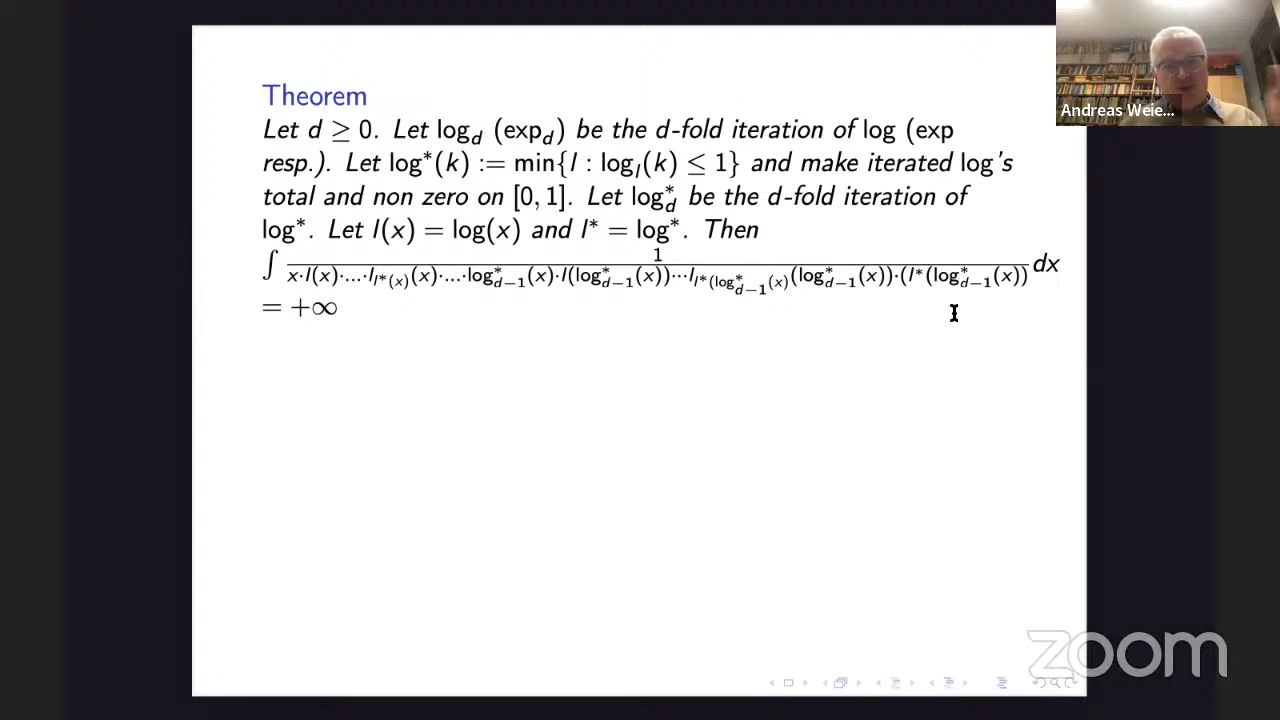 Theorem
Let d ≥ 0. Let log_d (exp_d) be the d-fold iteration of log (exp
resp.). Let log*(k) := min{l : log_l(k) ≤ 1} and make iterated log's
total and non zero on [0, 1]. Let log*_d be the d-fold iteration of
log*. Let l(x) = log(x) and l* = log*. Then
∫ 1/(x·l(x)·...·l_{l*(x)}(x)·...·log*_{d−1}(x)·l(log*_{d−1}(x))···l_{l*(log*_{d−1}(x)}(log*_{d−1}(x))·(l*(log*_{d−1}(x))) dx
= +∞
Andreas Weie...
zoom